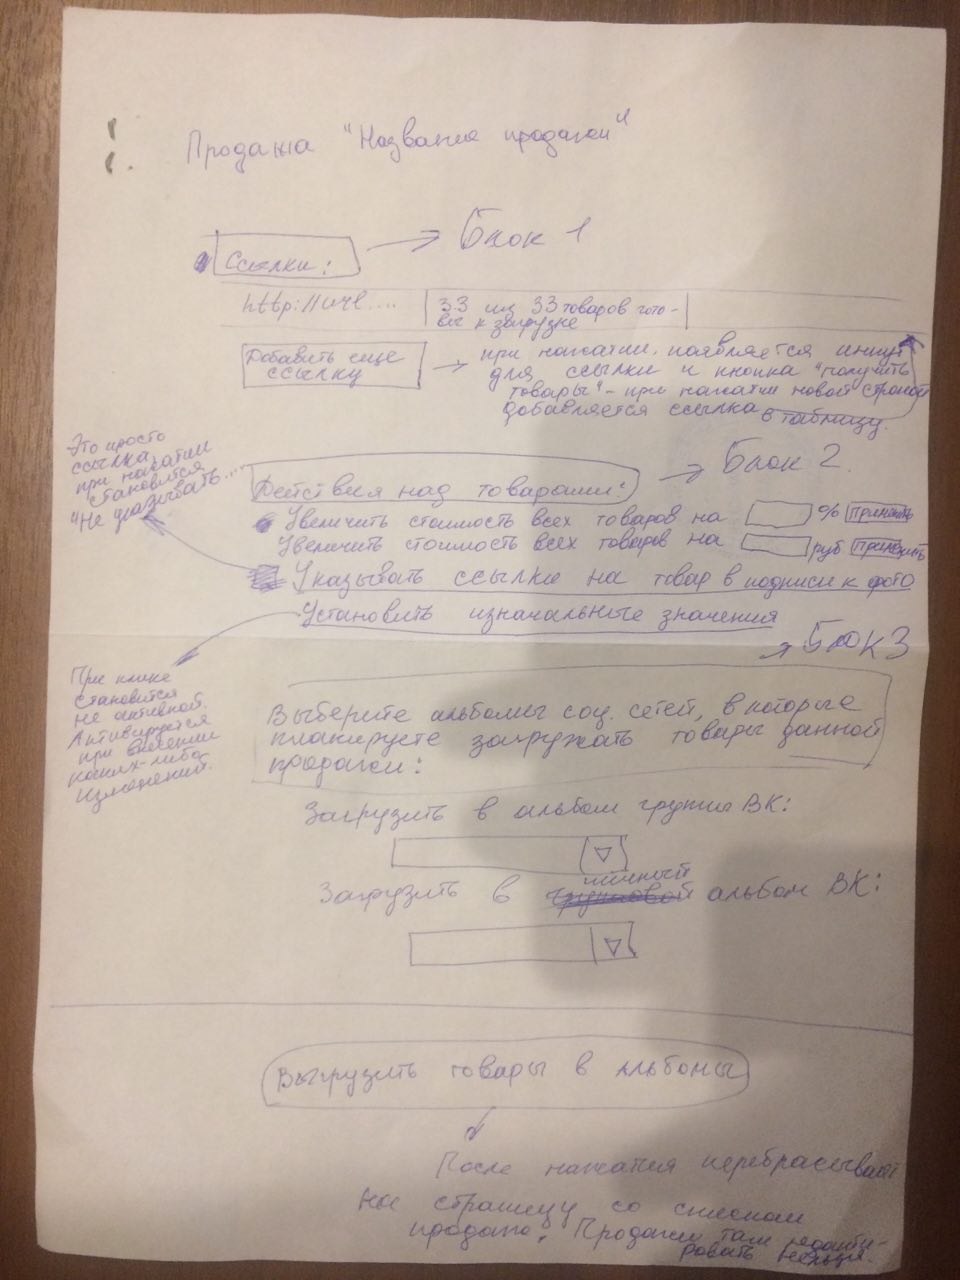 Продажа "Название продажи"
Ссылки:
Блок 1
http://url....
33 из 33 товаров гото-
вы к загрузке
Добавить еще
ссылку
при нажатии появляется инпут
для ссылки и кнопка "получить
товары" - при нажатии новой строкой
добавляется ссылка в таблицу.
Это просто
ссылка,
при нажатии
становится
"Не указывать...
Блок 2.
Действия над товарами:
Увеличить стоимость всех товаров на % Применить
Увеличить стоимость всех товаров на руб Применить
Указывать ссылки на товар в подписи к фото
Установить изначальные значения
Блок 3
При клике
становится
не активной.
Активируется
при внесении
каких-либо
изменений.
Выберите альбомы соц. сетей, в которые
планируете загружать товары данной
продажи:
Загрузить в альбом группы ВК:
Загрузить в личный альбом ВК:
Выгрузить товары в альбомы
После нажатия перебрасывает
на страницу со списком
продаж. Продажи там редакти-
ровать нельзя.